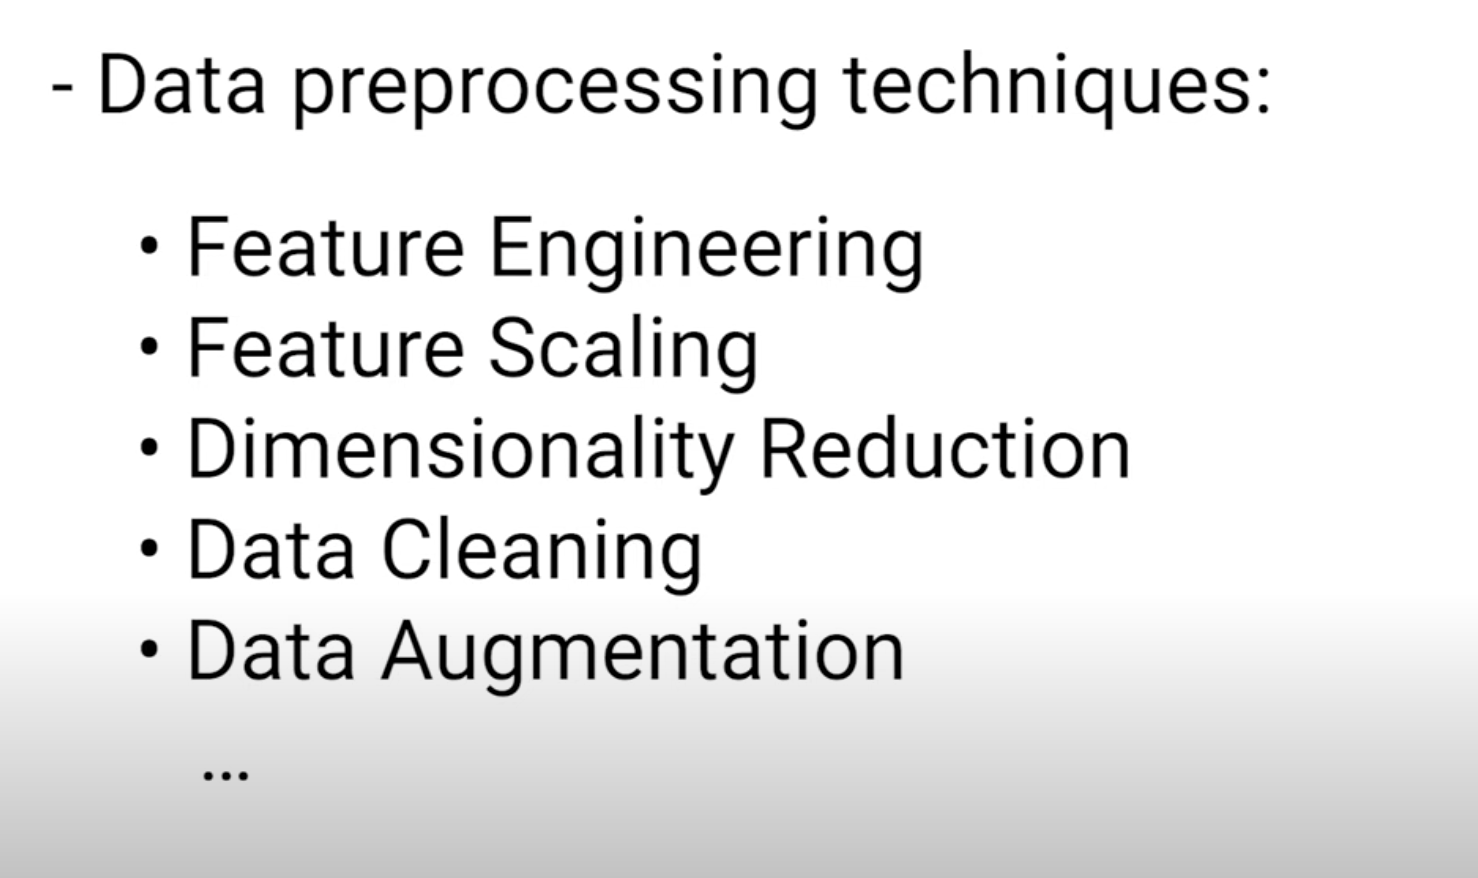 - Data preprocessing techniques:
• Feature Engineering
• Feature Scaling
• Dimensionality Reduction
• Data Cleaning
• Data Augmentation
...